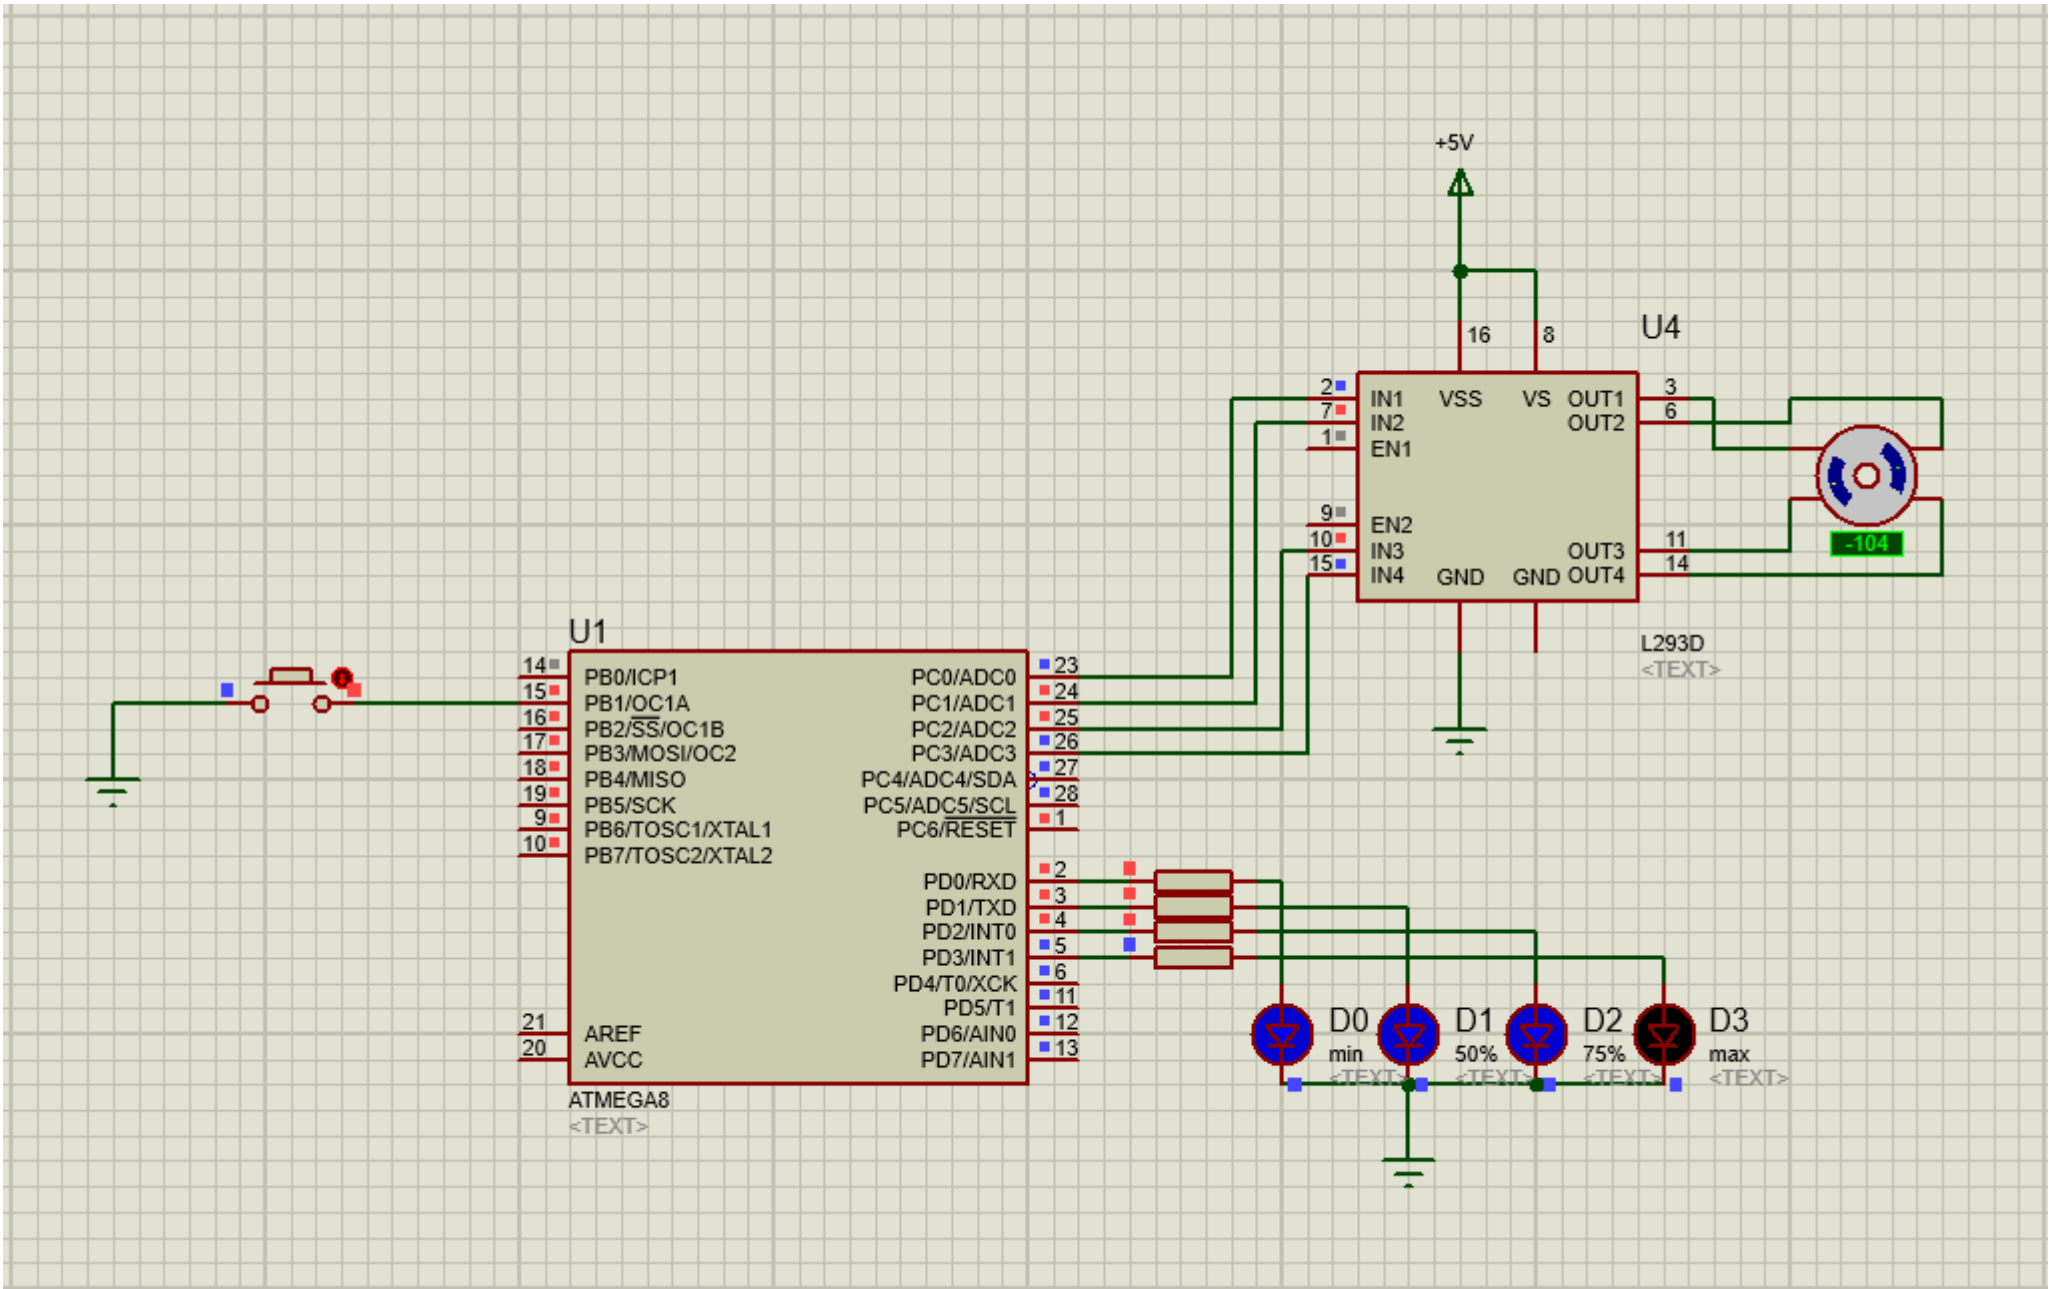 +5V
U4
16
8
2
IN1
VSS
VS
OUT1
3
7
IN2
OUT2
6
1
EN1
9
EN2
10
IN3
OUT3
11
15
IN4
GND
GND
OUT4
14
-104
L293D
<TEXT>
U1
14
PB0/ICP1
PC0/ADC0
23
15
PB1/OC1A
PC1/ADC1
24
16
PB2/SS/OC1B
PC2/ADC2
25
17
PB3/MOSI/OC2
PC3/ADC3
26
18
PB4/MISO
PC4/ADC4/SDA
27
19
PB5/SCK
PC5/ADC5/SCL
28
9
PB6/TOSC1/XTAL1
PC6/RESET
1
10
PB7/TOSC2/XTAL2
PD0/RXD
2
PD1/TXD
3
PD2/INT0
4
PD3/INT1
5
PD4/T0/XCK
6
PD5/T1
11
21
AREF
PD6/AIN0
12
20
AVCC
PD7/AIN1
13
ATMEGA8
<TEXT>
D0
min
<TEXT>
D1
50%
<TEXT>
D2
75%
<TEXT>
D3
max
<TEXT>